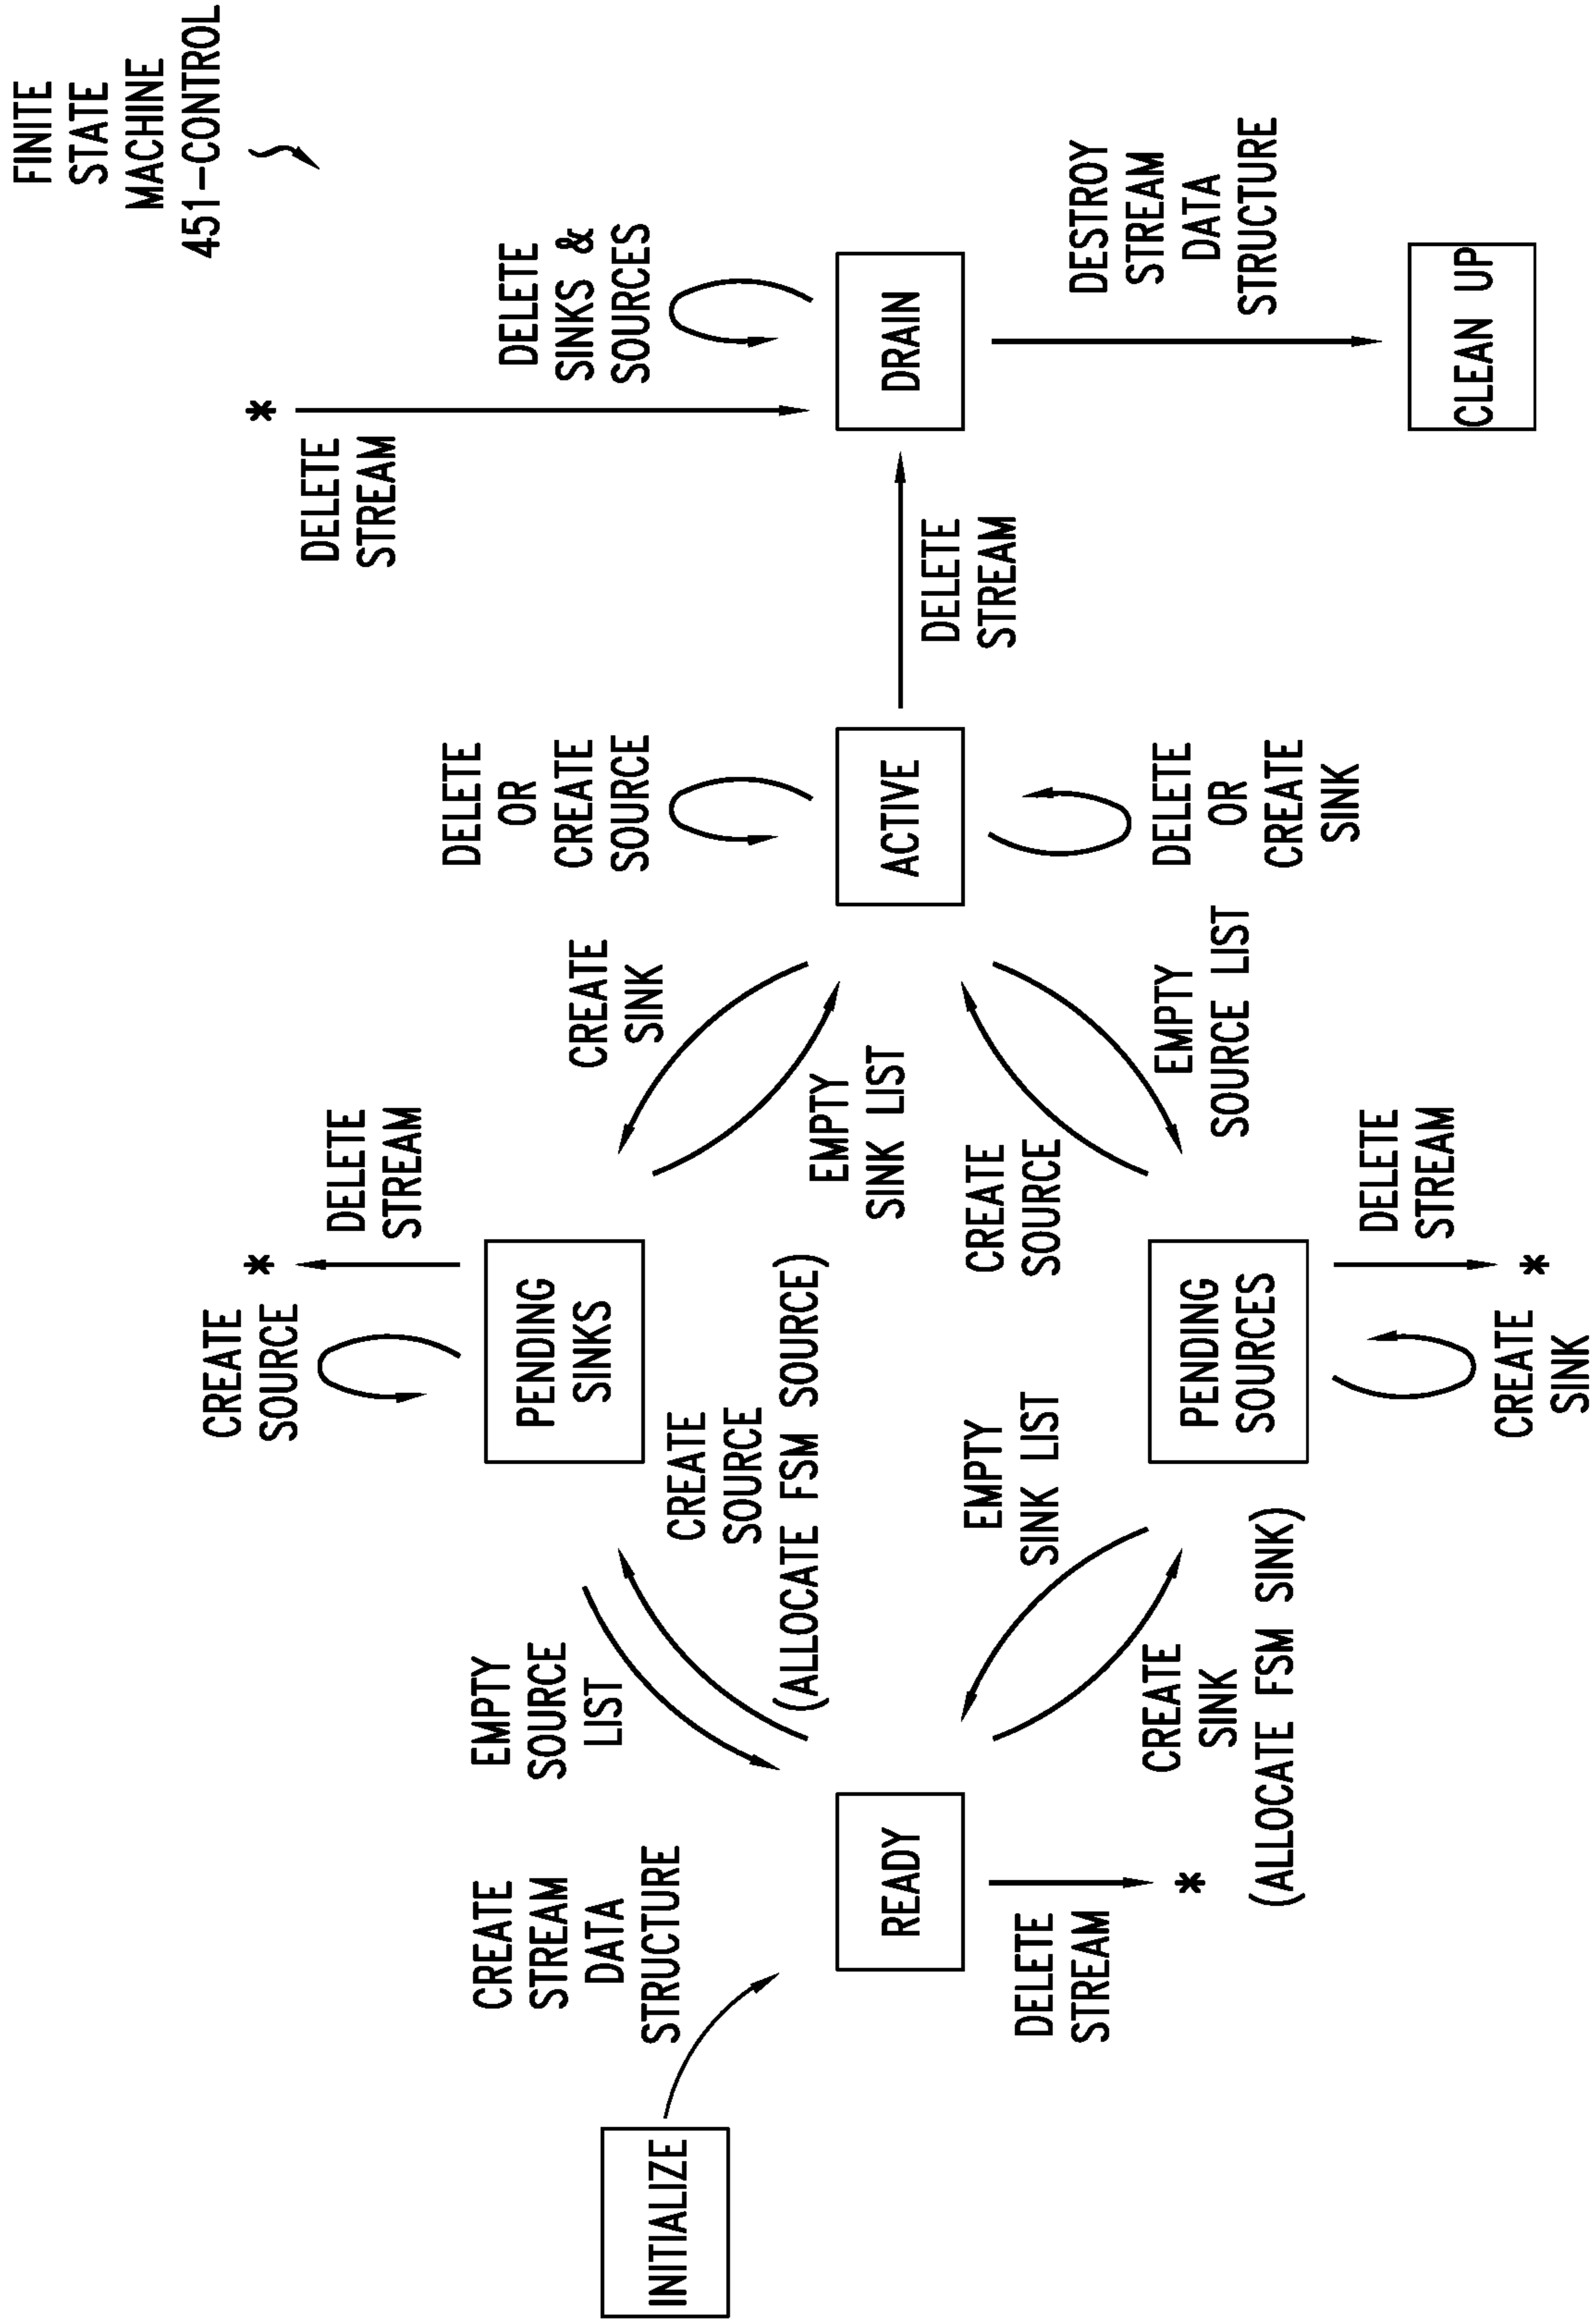 FINITE
STATE
MACHINE
451-CONTROL
CREATE
SOURCE
*
DELETE
STREAM
*
DELETE
STREAM
CREATE
STREAM
DATA
STRUCTURE
EMPTY
SOURCE
LIST
PENDING
SINKS
CREATE
SINK
DELETE
OR
CREATE
SOURCE
DELETE
SINKS &
SOURCES
INITIALIZE
CREATE
SOURCE
(ALLOCATE FSM SOURCE)
EMPTY
SINK LIST
READY
ACTIVE
DELETE
STREAM
DRAIN
EMPTY
SINK LIST
CREATE
SOURCE
DELETE
STREAM
*
CREATE
SINK
(ALLOCATE FSM SINK)
PENDING
SOURCES
EMPTY
SOURCE LIST
DELETE
OR
CREATE
SINK
DESTROY
STREAM
DATA
STRUCTURE
CREATE
SINK
*
DELETE
STREAM
CLEAN UP